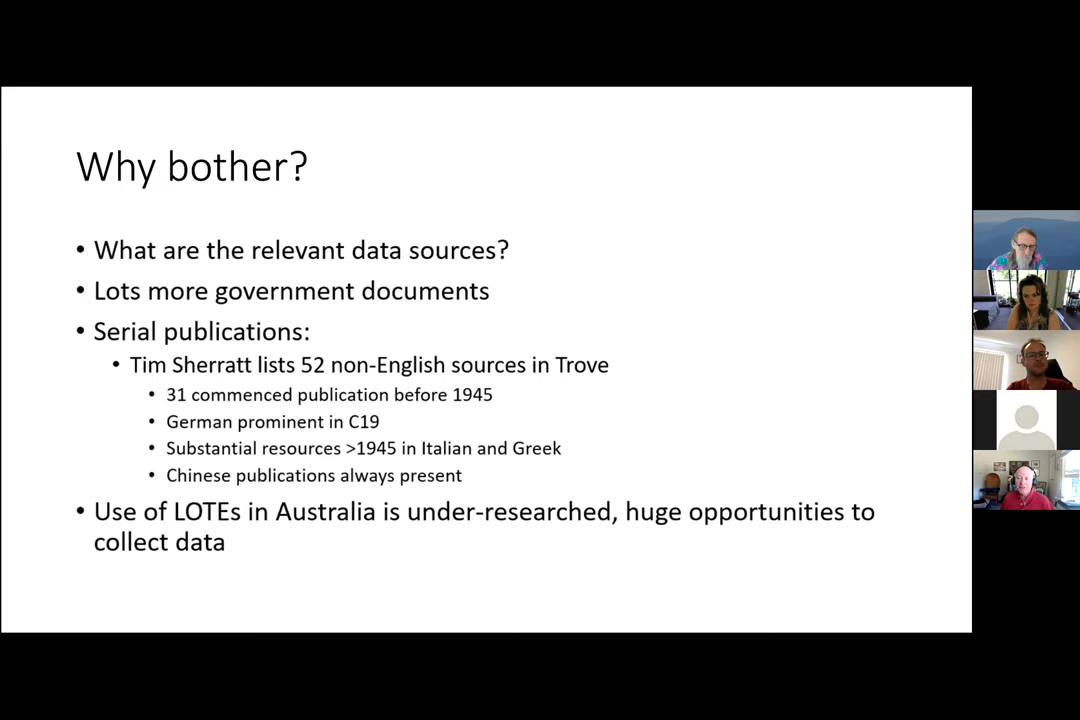 Why bother?
• What are the relevant data sources?
• Lots more government documents
• Serial publications:
• Tim Sherratt lists 52 non-English sources in Trove
• 31 commenced publication before 1945
• German prominent in C19
• Substantial resources >1945 in Italian and Greek
• Chinese publications always present
• Use of LOTEs in Australia is under-researched, huge opportunities to
collect data